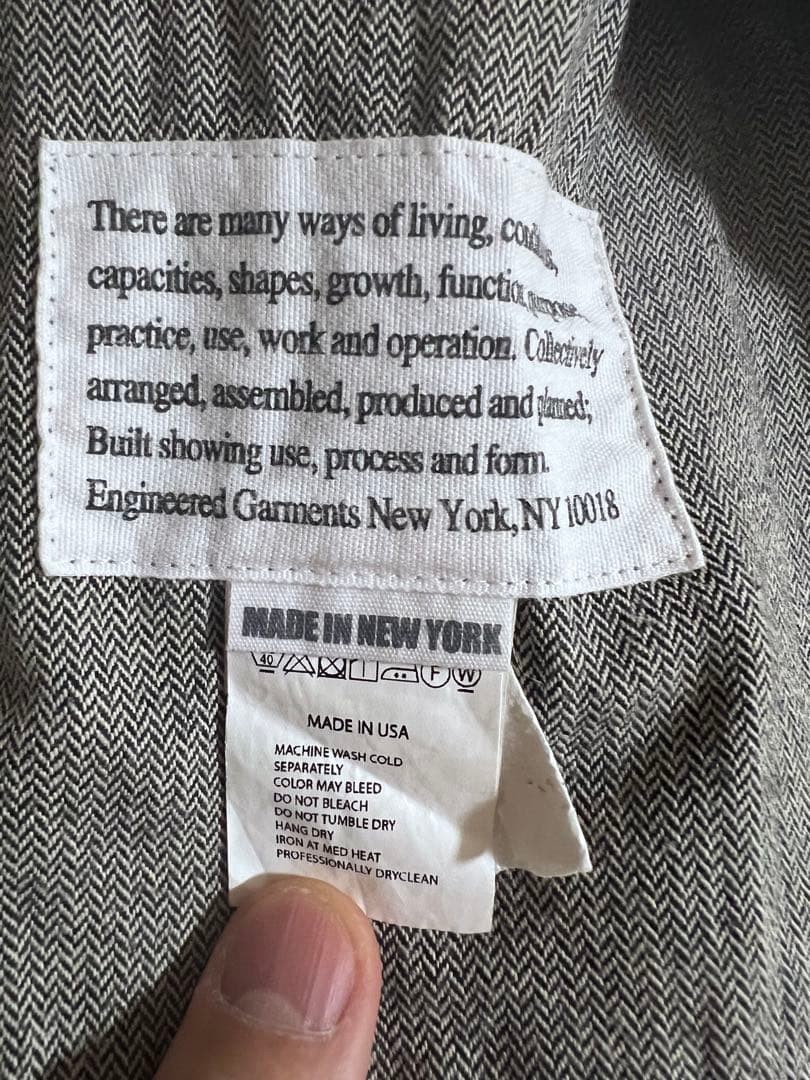 There are many ways of living,
capacities, shapes, growth, function, purpose,
practice, use, work and operation. Collectively
arranged, assembled, produced and planned;
Built showing use, process and form.
Engineered Garments New York, NY 10018
MADE IN NEW YORK
40 F W
MADE IN USA
MACHINE WASH COLD
SEPARATELY
COLOR MAY BLEED
DO NOT BLEACH
DO NOT TUMBLE DRY
HANG DRY
IRON AT MED HEAT
PROFESSIONALLY DRYCLEAN